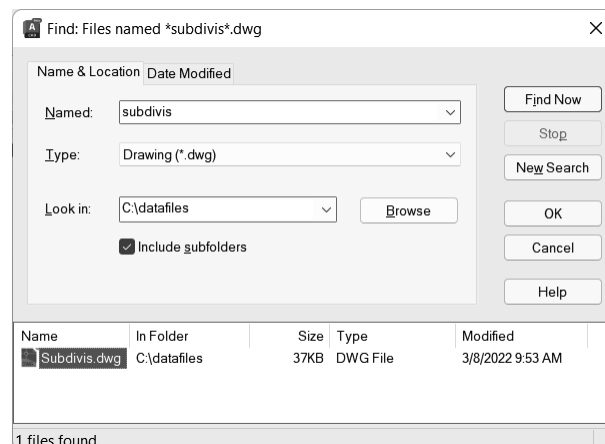 Find: Files named *subdivis*.dwg
Name & Location Date Modified
Named: subdivis
Find Now
Stop
Type: Drawing (*.dwg)
New Search
Look in: C:\datafiles Browse
OK
Include subfolders
Cancel
Help
Name In Folder Size Type Modified
Subdivis.dwg C:\datafiles 37KB DWG File 3/8/2022 9:53 AM
1 files found